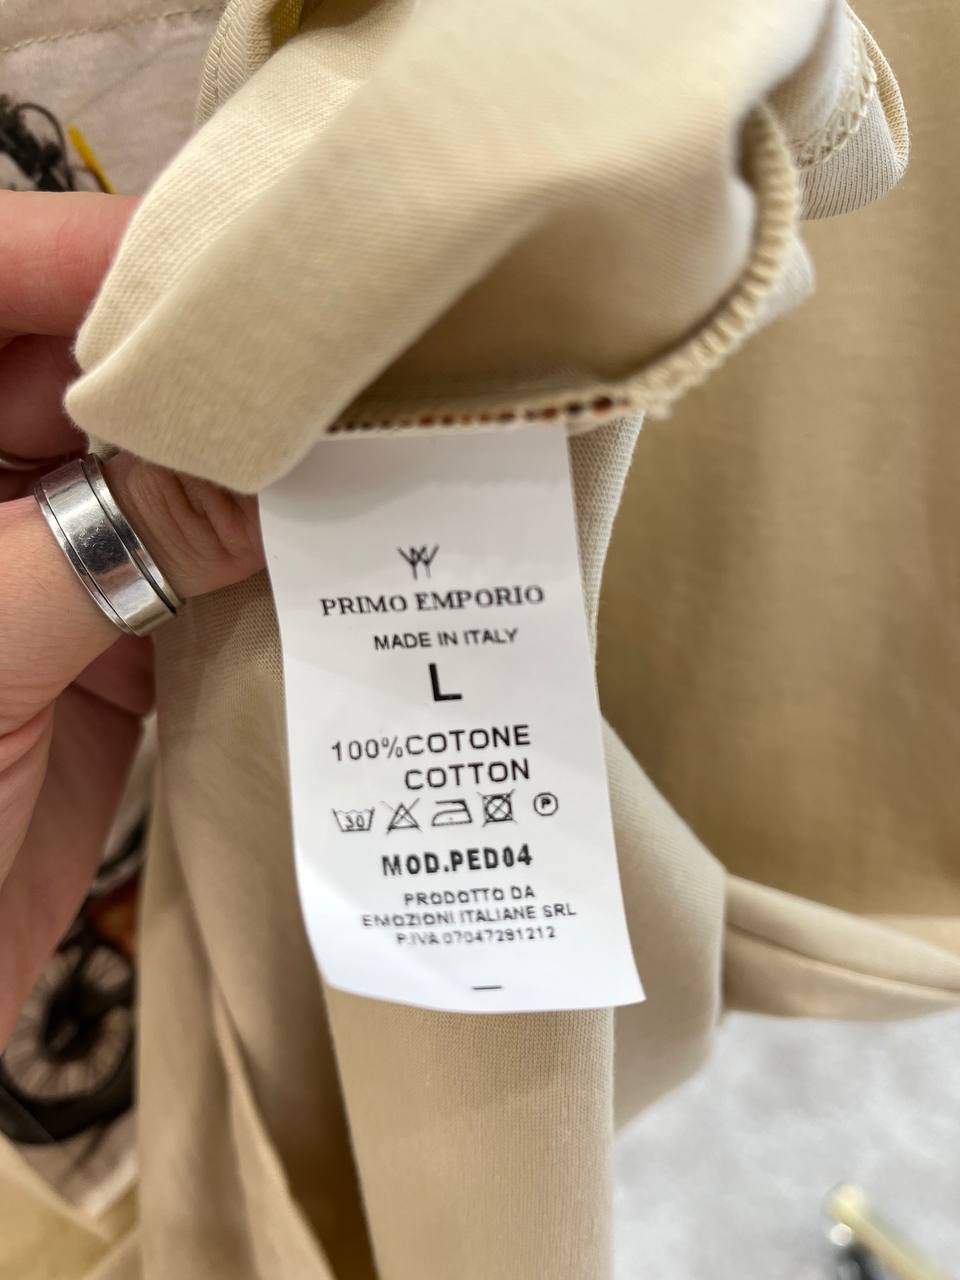 PRIMO EMPORIO
MADE IN ITALY
L
100%COTONE
COTTON
30 P
MOD.PED04
PRODOTTO DA
EMOZIONI ITALIANE SRL
P.IVA 07047291212